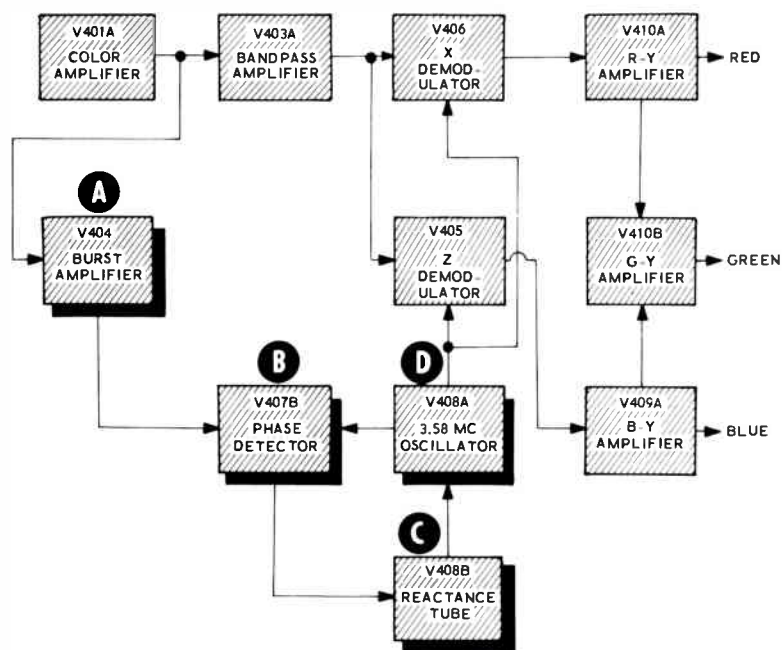 V401A
COLOR
AMPLIFIER
V403A
BANDPASS
AMPLIFIER
V406
X
DEMOD-
ULATOR
V410A
R-Y
AMPLIFIER
RED
A
V404
BURST
AMPLIFIER
V405
Z
DEMOD-
ULATOR
V410B
G-Y
AMPLIFIER
GREEN
B
V407B
PHASE
DETECTOR
D
V408A
3.58 MC
OSCILLATOR
V409A
B-Y
AMPLIFIER
BLUE
C
V408B
REACTANCE
TUBE